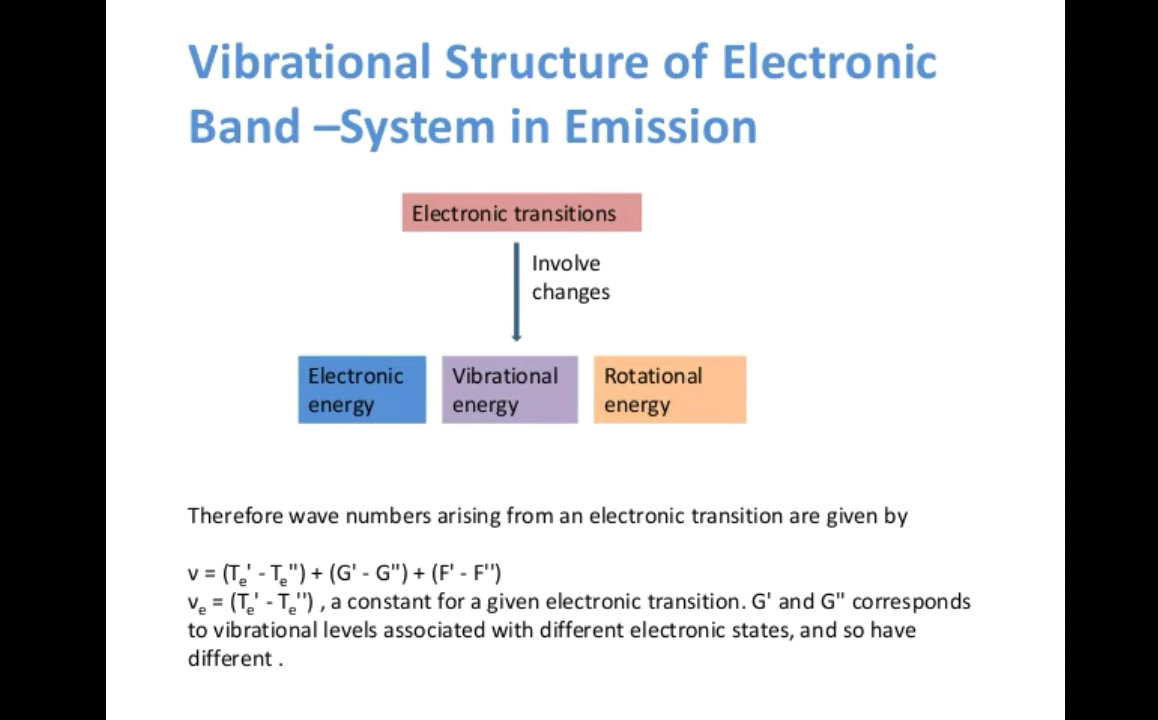 Vibrational Structure of Electronic
Band –System in Emission
Electronic transitions
Involve
changes
Electronic
energy
Vibrational
energy
Rotational
energy
Therefore wave numbers arising from an electronic transition are given by
ν = (Te' - Te") + (G' - G") + (F' - F'')
νe = (Te' - Te'') , a constant for a given electronic transition. G' and G" corresponds
to vibrational levels associated with different electronic states, and so have
different .